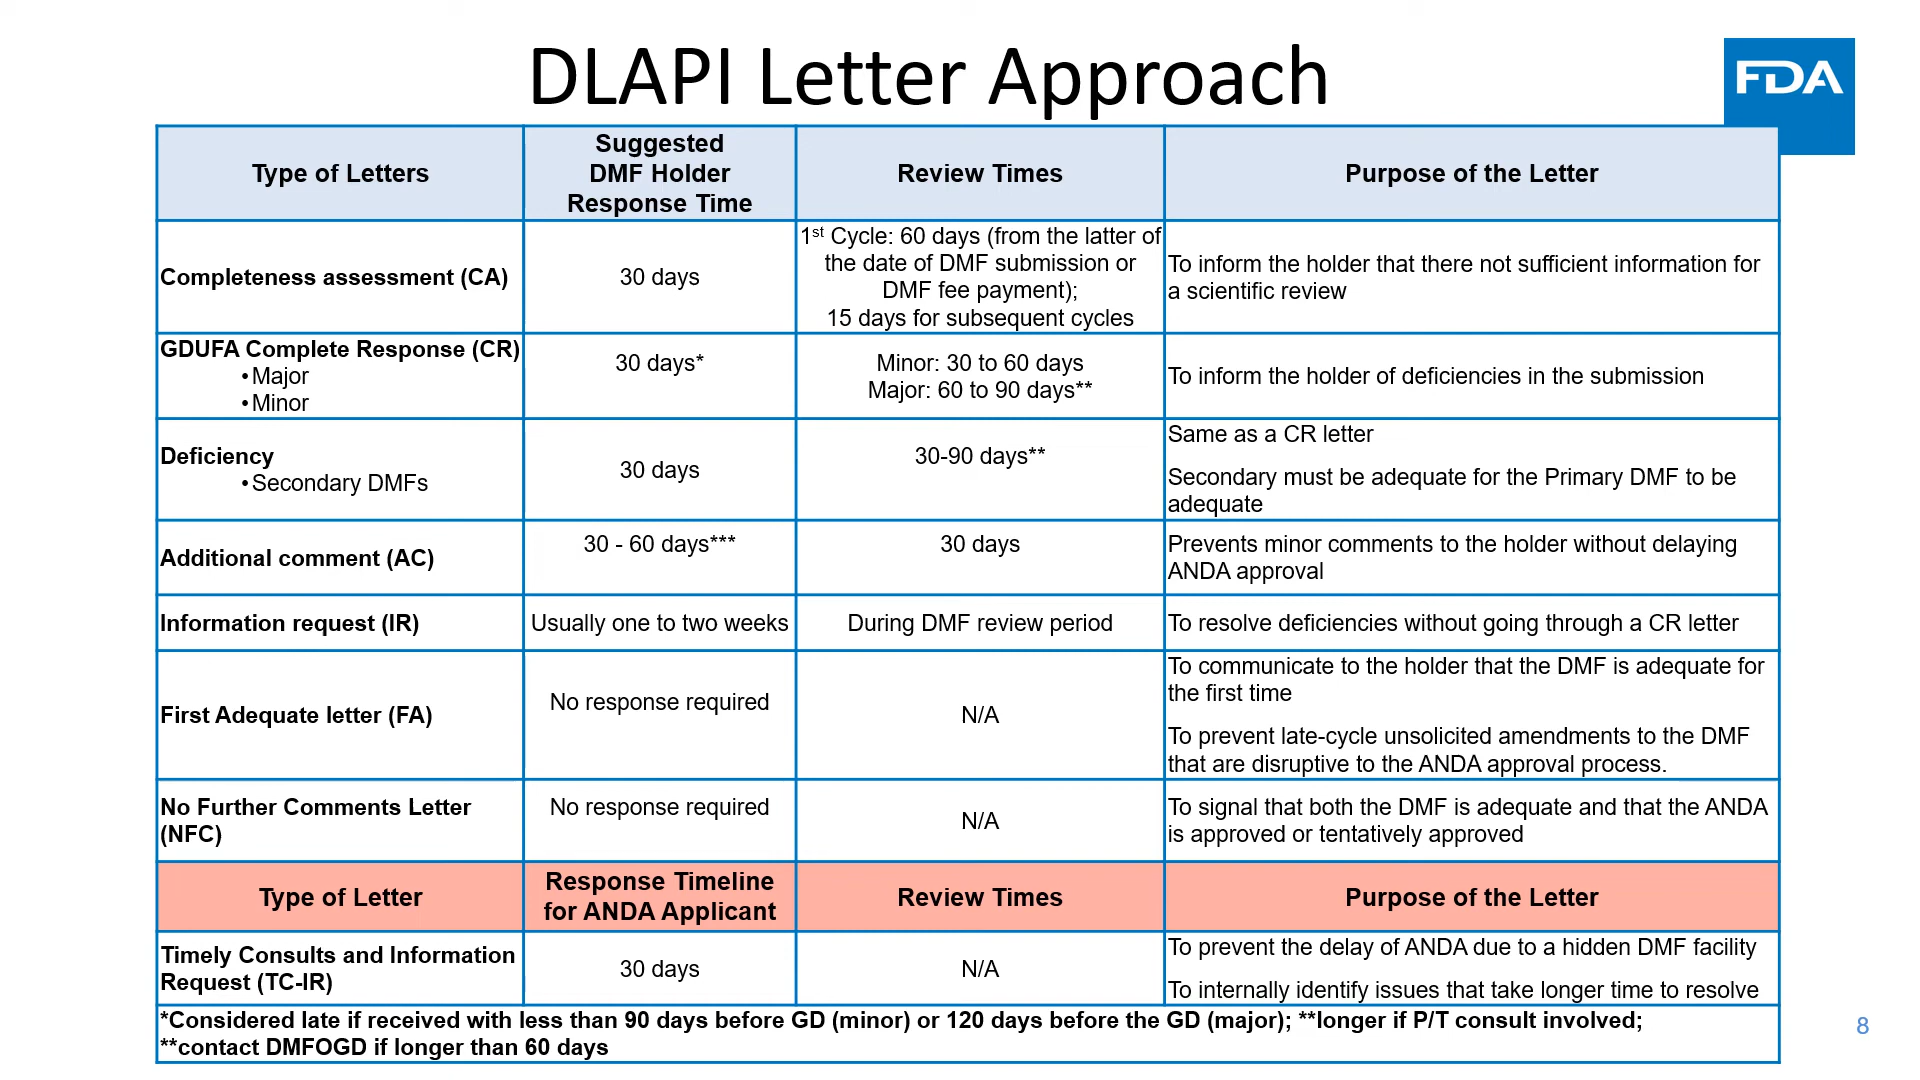 DLAPI Letter Approach
FDA
Type of Letters
Suggested
DMF Holder
Response Time
Review Times
Purpose of the Letter
Completeness assessment (CA)
30 days
1st Cycle: 60 days (from the latter of
the date of DMF submission or
DMF fee payment);
15 days for subsequent cycles
To inform the holder that there not sufficient information for
a scientific review
GDUFA Complete Response (CR)
•Major
•Minor
30 days*
Minor: 30 to 60 days
Major: 60 to 90 days**
To inform the holder of deficiencies in the submission
Deficiency
•Secondary DMFs
30 days
30-90 days**
Same as a CR letter
Secondary must be adequate for the Primary DMF to be
adequate
Additional comment (AC)
30 - 60 days***
30 days
Prevents minor comments to the holder without delaying
ANDA approval
Information request (IR)
Usually one to two weeks
During DMF review period
To resolve deficiencies without going through a CR letter
First Adequate letter (FA)
No response required
N/A
To communicate to the holder that the DMF is adequate for
the first time
To prevent late-cycle unsolicited amendments to the DMF
that are disruptive to the ANDA approval process.
No Further Comments Letter
(NFC)
No response required
N/A
To signal that both the DMF is adequate and that the ANDA
is approved or tentatively approved
Type of Letter
Response Timeline
for ANDA Applicant
Review Times
Purpose of the Letter
Timely Consults and Information
Request (TC-IR)
30 days
N/A
To prevent the delay of ANDA due to a hidden DMF facility
To internally identify issues that take longer time to resolve
*Considered late if received with less than 90 days before GD (minor) or 120 days before the GD (major); **longer if P/T consult involved;
**contact DMFOGD if longer than 60 days
8